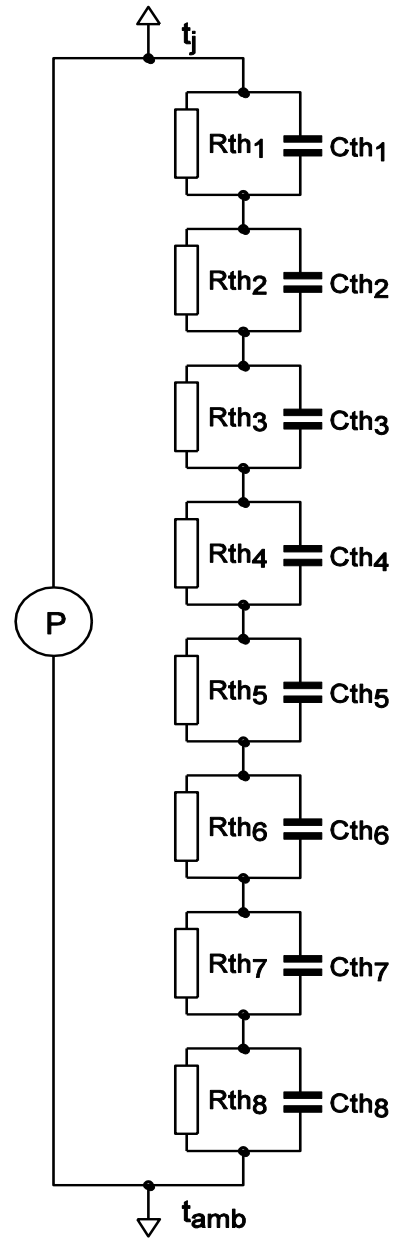 tj
Rth1 Cth1
Rth2 Cth2
Rth3 Cth3
Rth4 Cth4
P
Rth5 Cth5
Rth6 Cth6
Rth7 Cth7
Rth8 Cth8
tamb